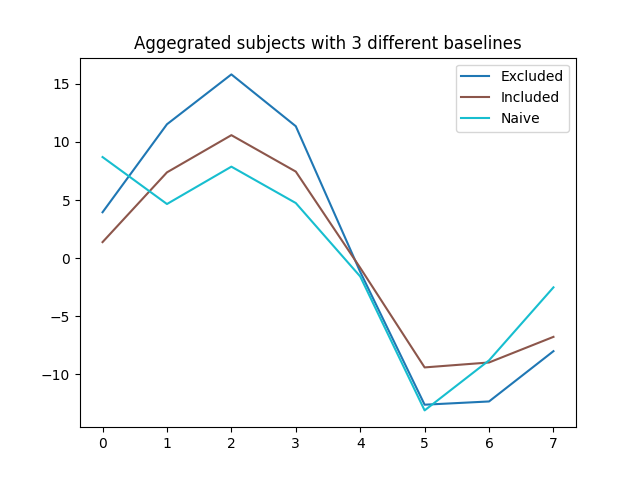 Aggegrated subjects with 3 different baselines
Excluded
Included
Naive
15
10
5
0
−5
−10
0 1 2 3 4 5 6 7